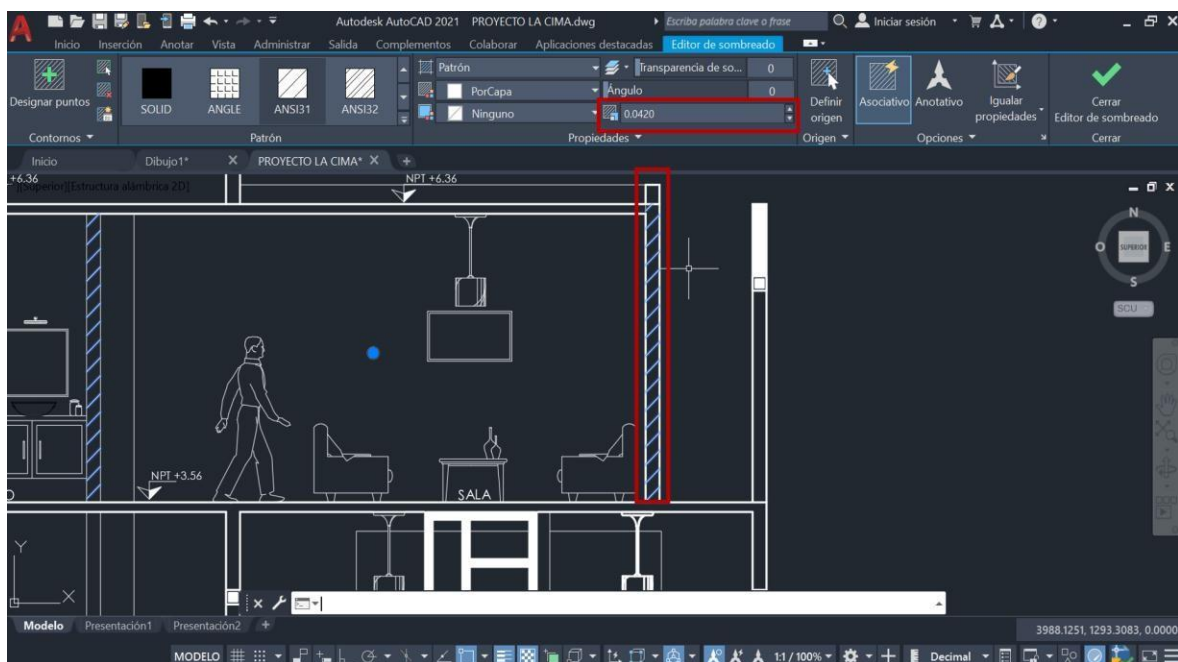 Autodesk AutoCAD 2021 PROYECTO LA CIMA.dwg Escriba palabra clave o frase Iniciar sesión
Inicio Inserción Anotar Vista Administrar Salida Complementos Colaborar Aplicaciones destacadas Editor de sombreado
Patrón Transparencia de so... 0
PorCapa Ángulo 0
Ninguno 0.0420
Designar puntos SOLID ANGLE ANSI31 ANSI32 Definir origen Asociativo Anotativo Igualar propiedades Cerrar Editor de sombreado
Contornos Patrón Propiedades Origen Opciones Cerrar
Inicio Dibujo1* X PROYECTO LA CIMA* X +
+6.36 NPT +6.36
[Superior][Estructura alámbrica 2D]
N
O SUPERIOR E
S
SCU
NPT +3.56
SALA
Y
X
Modelo Presentación1 Presentación2 +
3988.1251, 1293.3083, 0.0000
MODELO 1:1 / 100% Decimal